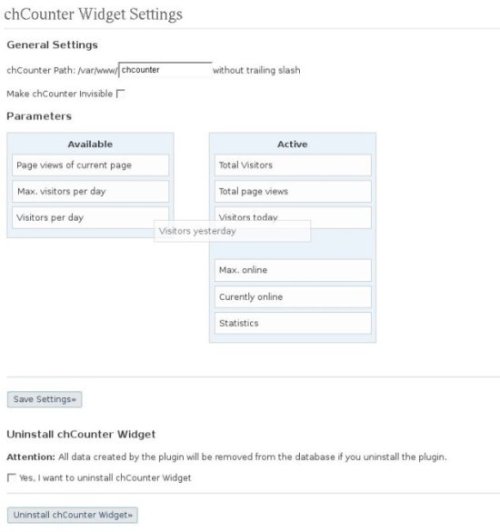 chCounter Widget Settings
General Settings
chCounter Path: /var/www/ chcounter without trailing slash
Make chCounter Invisible
Parameters
Available
Page views of current page
Max. visitors per day
Visitors per day
Active
Total Visitors
Total page views
Visitors today
Visitors yesterday
Max. online
Curently online
Statistics
Save Settings»
Uninstall chCounter Widget
Attention: All data created by the plugin will be removed from the database if you uninstall the plugin.
Yes, I want to uninstall chCounter Widget
Uninstall chCounter Widget»